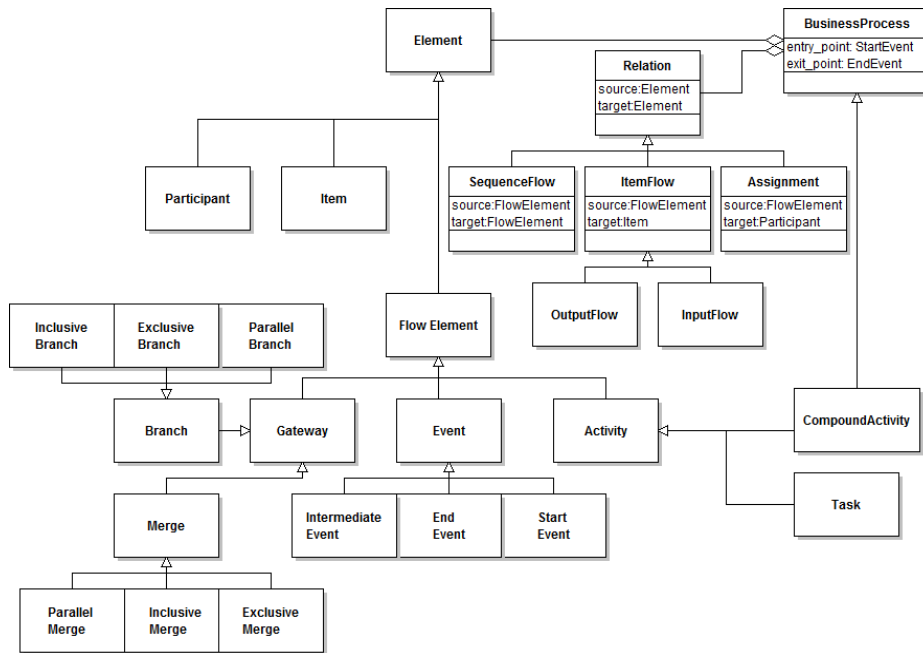 BusinessProcess
entry_point: StartEvent
exit_point: EndEvent
Element
Relation
source:Element
target:Element
Participant
Item
SequenceFlow
source:FlowElement
target:FlowElement
ItemFlow
source:FlowElement
target:Item
Assignment
source:FlowElement
target:Participant
OutputFlow
InputFlow
Flow Element
Inclusive
Branch
Exclusive
Branch
Parallel
Branch
Branch
Gateway
Event
Activity
CompoundActivity
Task
Merge
Intermediate
Event
End
Event
Start
Event
Parallel
Merge
Inclusive
Merge
Exclusive
Merge